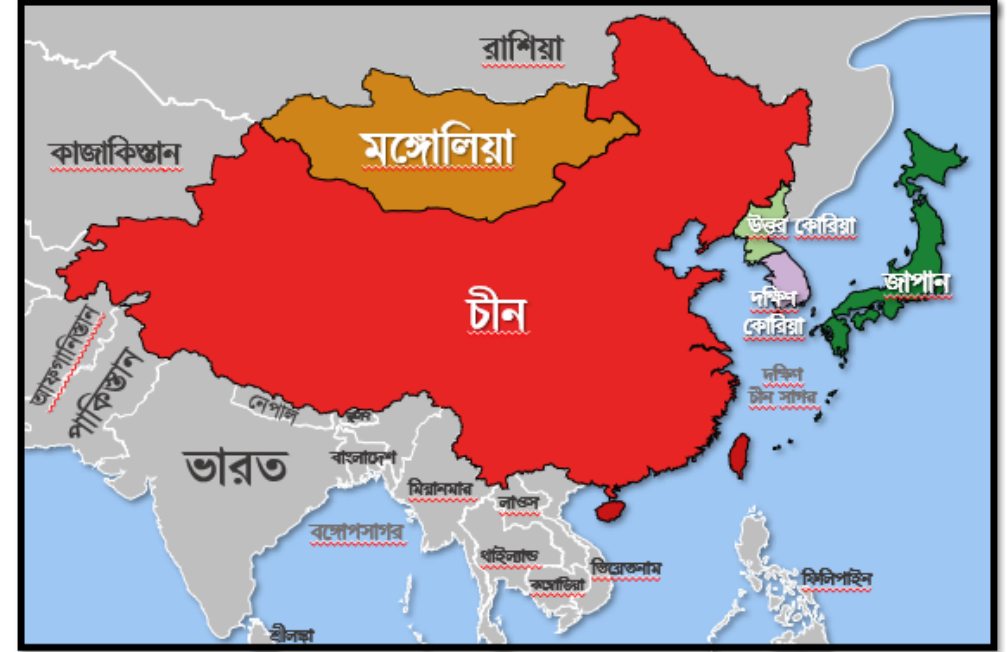 রাশিয়া
মঙ্গোলিয়া
কাজাকিস্তান
উত্তর কোরিয়া
জাপান
দক্ষিণ
কোরিয়া
চীন
আফগানিস্তান
পাকিস্তান
দক্ষিণ
চীন সাগর
নেপাল
ভারত
বাংলাদেশ
মিয়ানমার
লাওস
বঙ্গোপসাগর
থাইল্যান্ড
ভিয়েতনাম
কম্বোডিয়া
ফিলিপাইন
শ্রীলঙ্কা